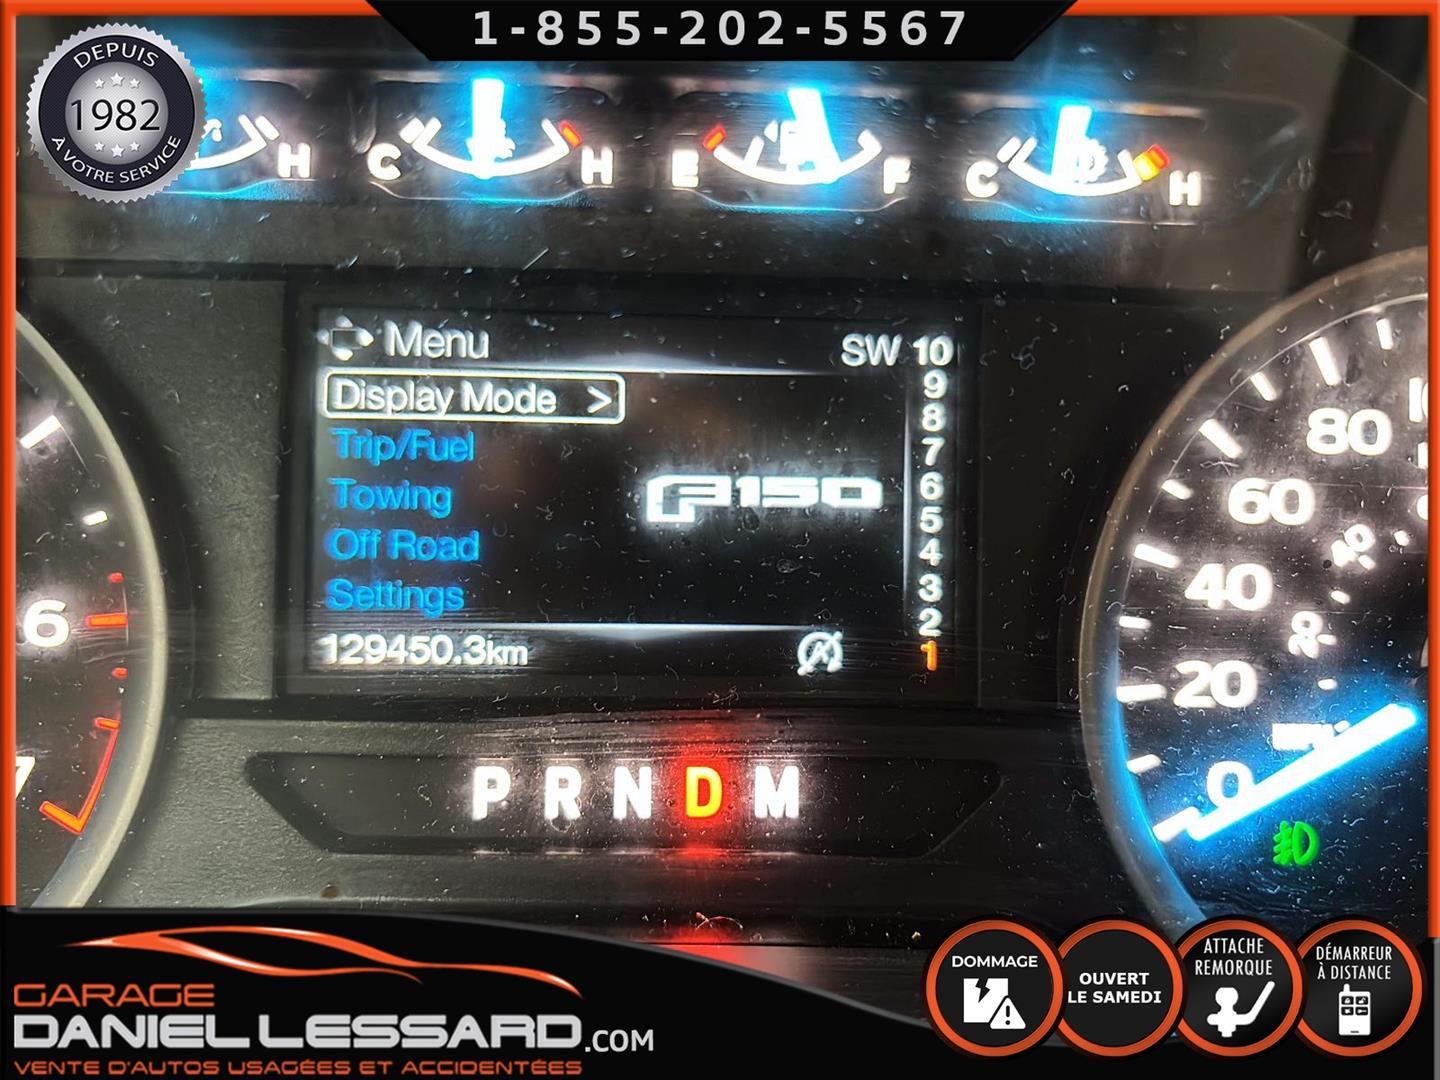 1-855-202-5567
DEPUIS
1982
À VOTRE SERVICE
H
C H
E F
C H
Menu
SW 10
Display Mode >
9
8
Trip/Fuel
7
Towing
6
F150
5
Off Road
4
Settings
3
2
129450.3km
1
P R N D M
6
7
80
60
40
20
0
40
20
DOMMAGE
OUVERT
LE SAMEDI
ATTACHE
REMORQUE
DÉMARREUR
À DISTANCE
GARAGE
DANIEL LESSARD.COM
VENTE D'AUTOS USAGÉES ET ACCIDENTÉES